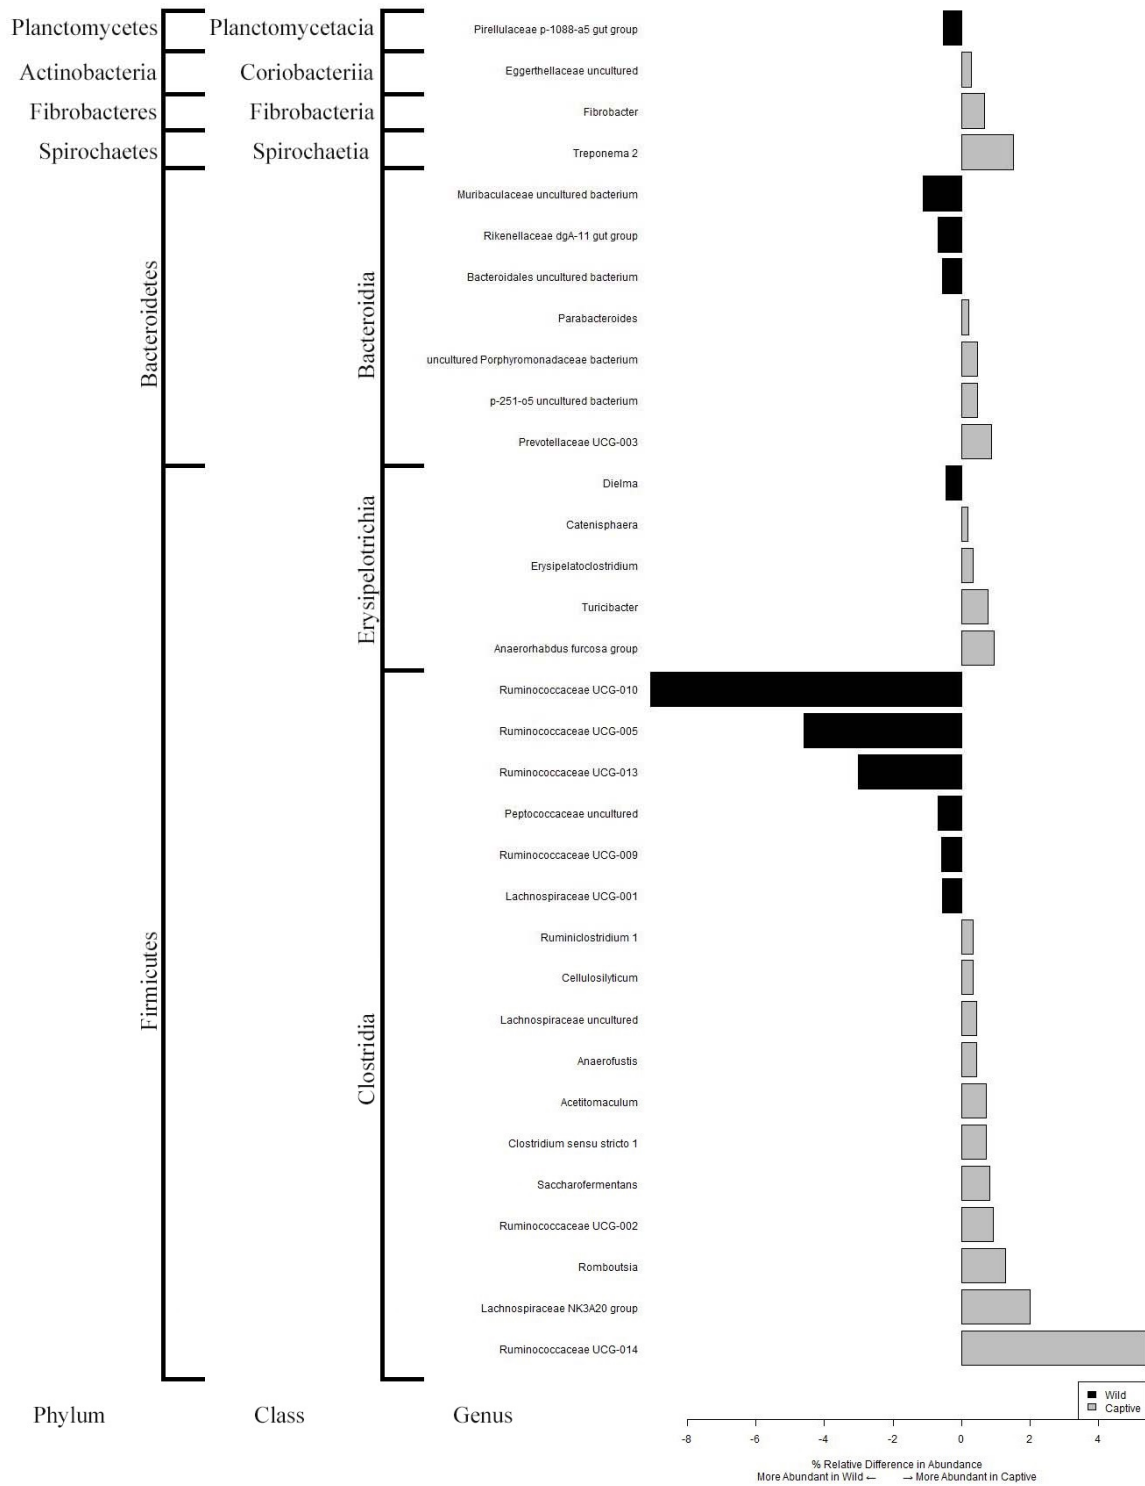 Planctomycetes Planctomycetacia Pirellulaceae p-1088-a5 gut group
Actinobacteria Coriobacteriia Eggerthellaceae uncultured
Fibrobacteres Fibrobacteria Fibrobacter
Spirochaetes Spirochaetia Treponema 2
Bacteroidetes
Bacteroidia
Muribaculaceae uncultured bacterium
Rikenellaceae dgA-11 gut group
Bacteroidales uncultured bacterium
Parabacteroides
uncultured Porphyromonadaceae bacterium
p-251-o5 uncultured bacterium
Prevotellaceae UCG-003
Firmicutes
Erysipelotrichia
Dielma
Catenisphaera
Erysipelatoclostridium
Turicibacter
Anaerorhabdus furcosa group
Clostridia
Ruminococcaceae UCG-010
Ruminococcaceae UCG-005
Ruminococcaceae UCG-013
Peptococcaceae uncultured
Ruminococcaceae UCG-009
Lachnospiraceae UCG-001
Ruminiclostridium 1
Cellulosilyticum
Lachnospiraceae uncultured
Anaerofustis
Acetitomaculum
Clostridium sensu stricto 1
Saccharofermentans
Ruminococcaceae UCG-002
Romboutsia
Lachnospiraceae NK3A20 group
Ruminococcaceae UCG-014
Phylum Class Genus
Wild
Captive
-8 -6 -4 -2 0 2 4
% Relative Difference in Abundance
More Abundant in Wild ← → More Abundant in Captive